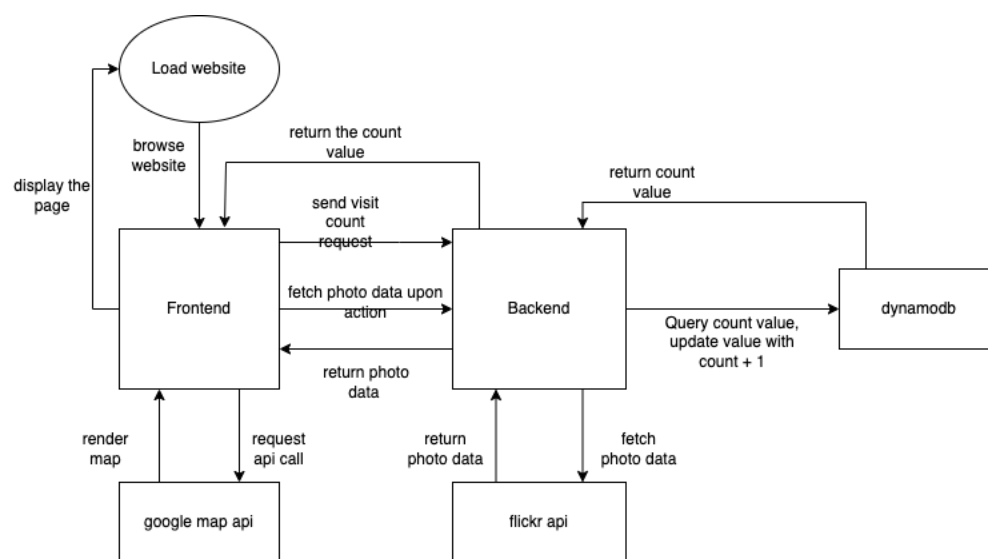 Load website
browse
website
return the count
value
return count
value
display the
page
send visit
count
request
Frontend
fetch photo data upon
action
Backend
dynamodb
Query count value,
update value with
count + 1
return photo
data
render
map
request
api call
return
photo data
fetch
photo data
google map api
flickr api